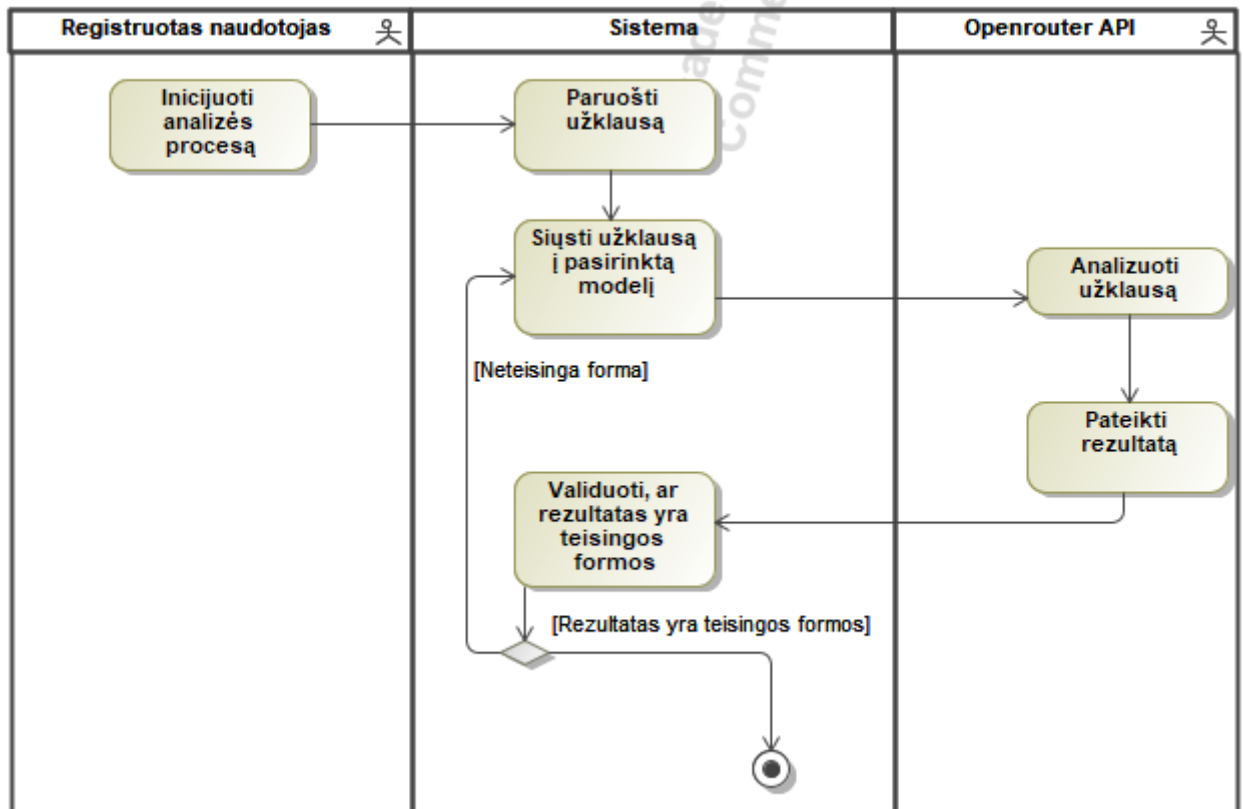 Registruotas naudotojas
Sistema
Openrouter API
Inicijuoti
analizės
procesą
Paruošti
užklausą
Siųsti užklausą
į pasirinktą
modelį
Analizuoti
užklausą
[Neteisinga forma]
Pateikti
rezultatą
Validuoti, ar
rezultatas yra
teisingos
formos
[Rezultatas yra teisingos formos]